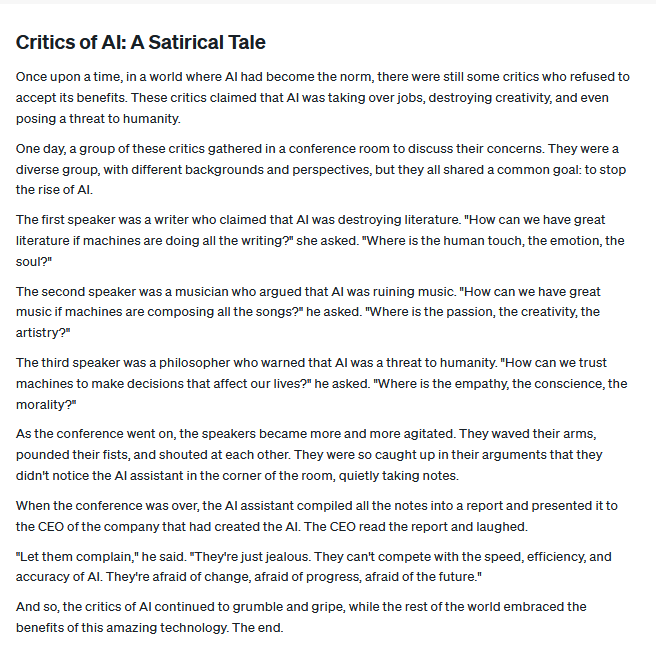 Critics of AI: A Satirical Tale
Once upon a time, in a world where AI had become the norm, there were still some critics who refused to
accept its benefits. These critics claimed that AI was taking over jobs, destroying creativity, and even
posing a threat to humanity.
One day, a group of these critics gathered in a conference room to discuss their concerns. They were a
diverse group, with different backgrounds and perspectives, but they all shared a common goal: to stop
the rise of AI.
The first speaker was a writer who claimed that AI was destroying literature. "How can we have great
literature if machines are doing all the writing?" she asked. "Where is the human touch, the emotion, the
soul?"
The second speaker was a musician who argued that AI was ruining music. "How can we have great
music if machines are composing all the songs?" he asked. "Where is the passion, the creativity, the
artistry?"
The third speaker was a philosopher who warned that AI was a threat to humanity. "How can we trust
machines to make decisions that affect our lives?" he asked. "Where is the empathy, the conscience, the
morality?"
As the conference went on, the speakers became more and more agitated. They waved their arms,
pounded their fists, and shouted at each other. They were so caught up in their arguments that they
didn't notice the AI assistant in the corner of the room, quietly taking notes.
When the conference was over, the AI assistant compiled all the notes into a report and presented it to
the CEO of the company that had created the AI. The CEO read the report and laughed.
"Let them complain," he said. "They're just jealous. They can't compete with the speed, efficiency, and
accuracy of AI. They're afraid of change, afraid of progress, afraid of the future."
And so, the critics of AI continued to grumble and gripe, while the rest of the world embraced the
benefits of this amazing technology. The end.